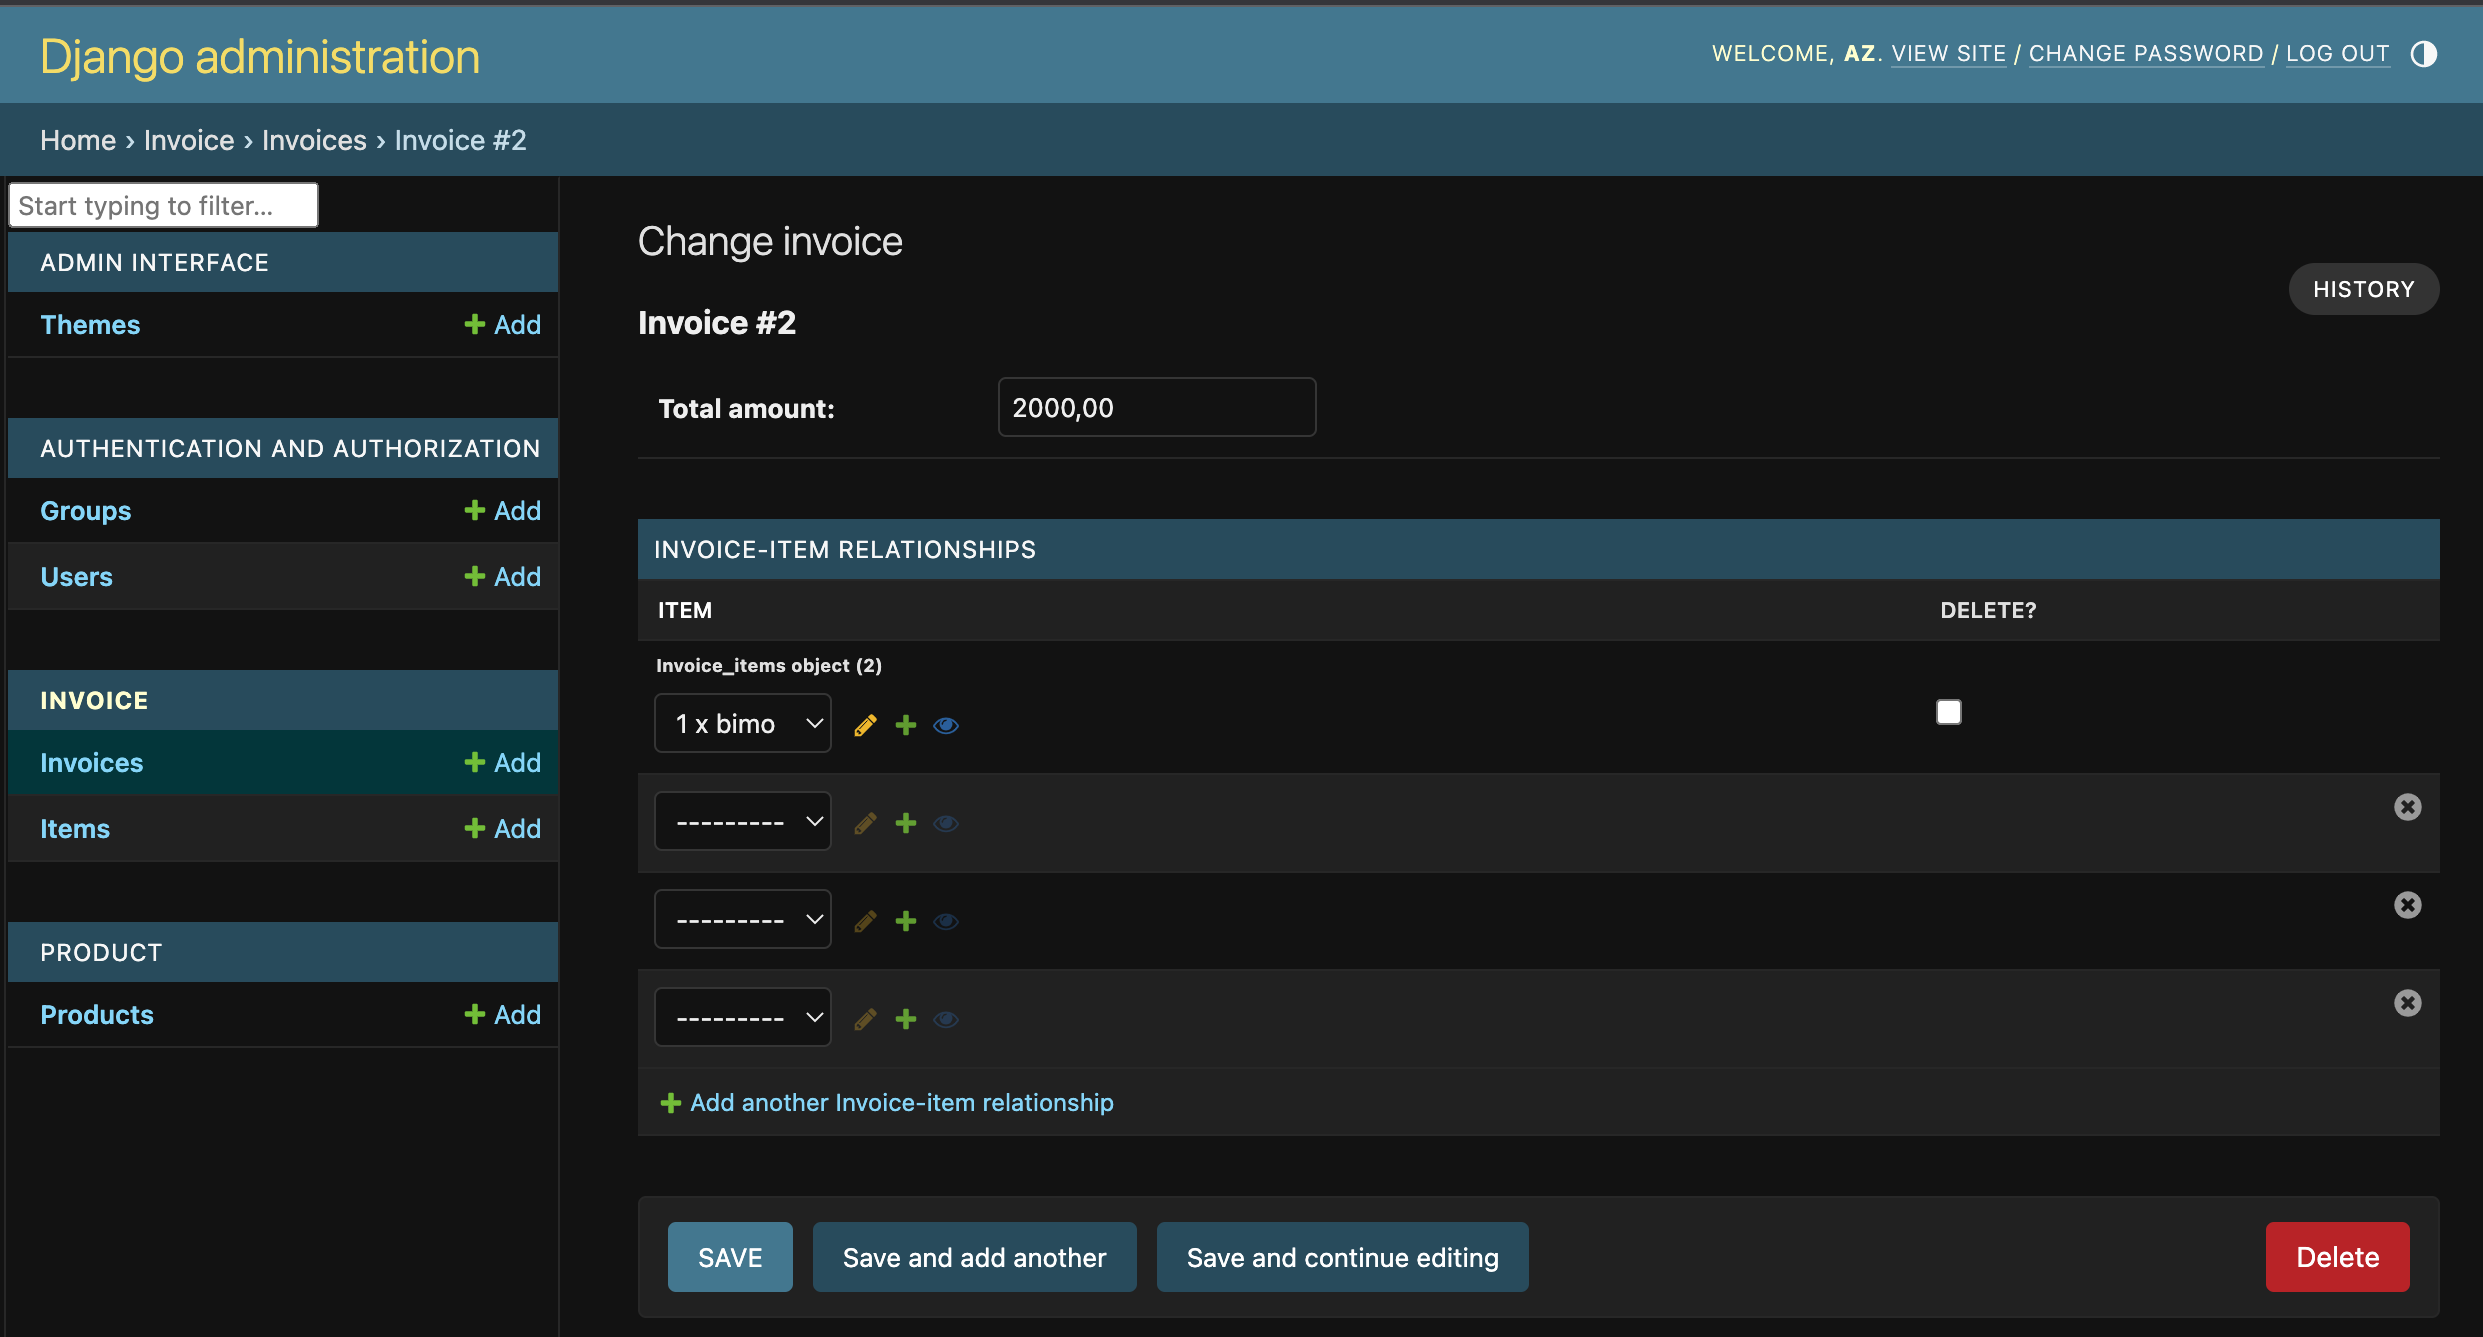 Django administration
WELCOME, AZ. VIEW SITE / CHANGE PASSWORD / LOG OUT
Home › Invoice › Invoices › Invoice #2
Start typing to filter...
ADMIN INTERFACE
Themes
Add
AUTHENTICATION AND AUTHORIZATION
Groups
Add
Users
Add
INVOICE
Invoices
Add
Items
Add
PRODUCT
Products
Add
Change invoice
HISTORY
Invoice #2
Total amount:
2000,00
INVOICE-ITEM RELATIONSHIPS
ITEM
DELETE?
Invoice_items object (2)
1 x bimo
---------
---------
---------
Add another Invoice-item relationship
SAVE
Save and add another
Save and continue editing
Delete